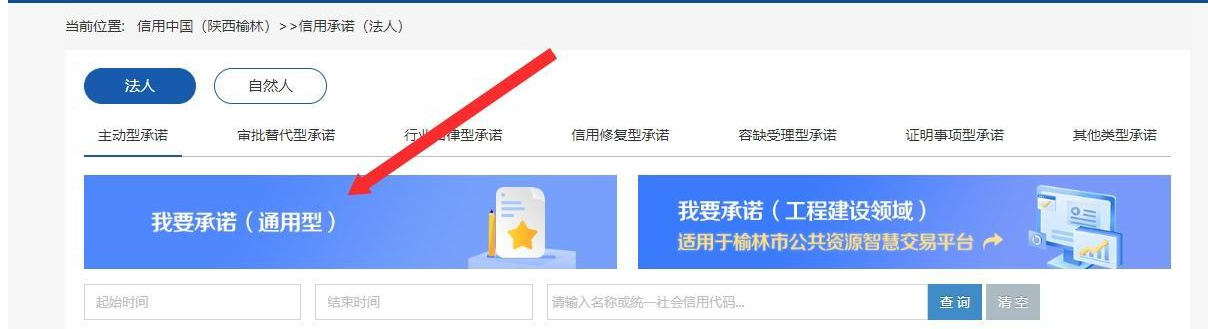 当前位置: 信用中国（陕西榆林）>>信用承诺（法人）
法人
自然人
主动型承诺
审批替代型承诺
行业自律型承诺
信用修复型承诺
容缺受理型承诺
证明事项型承诺
其他类型承诺
我要承诺（通用型）
我要承诺（工程建设领域）
适用于榆林市公共资源智慧交易平台
起始时间
结束时间
请输入名称或统一社会信用代码...
查询
清空